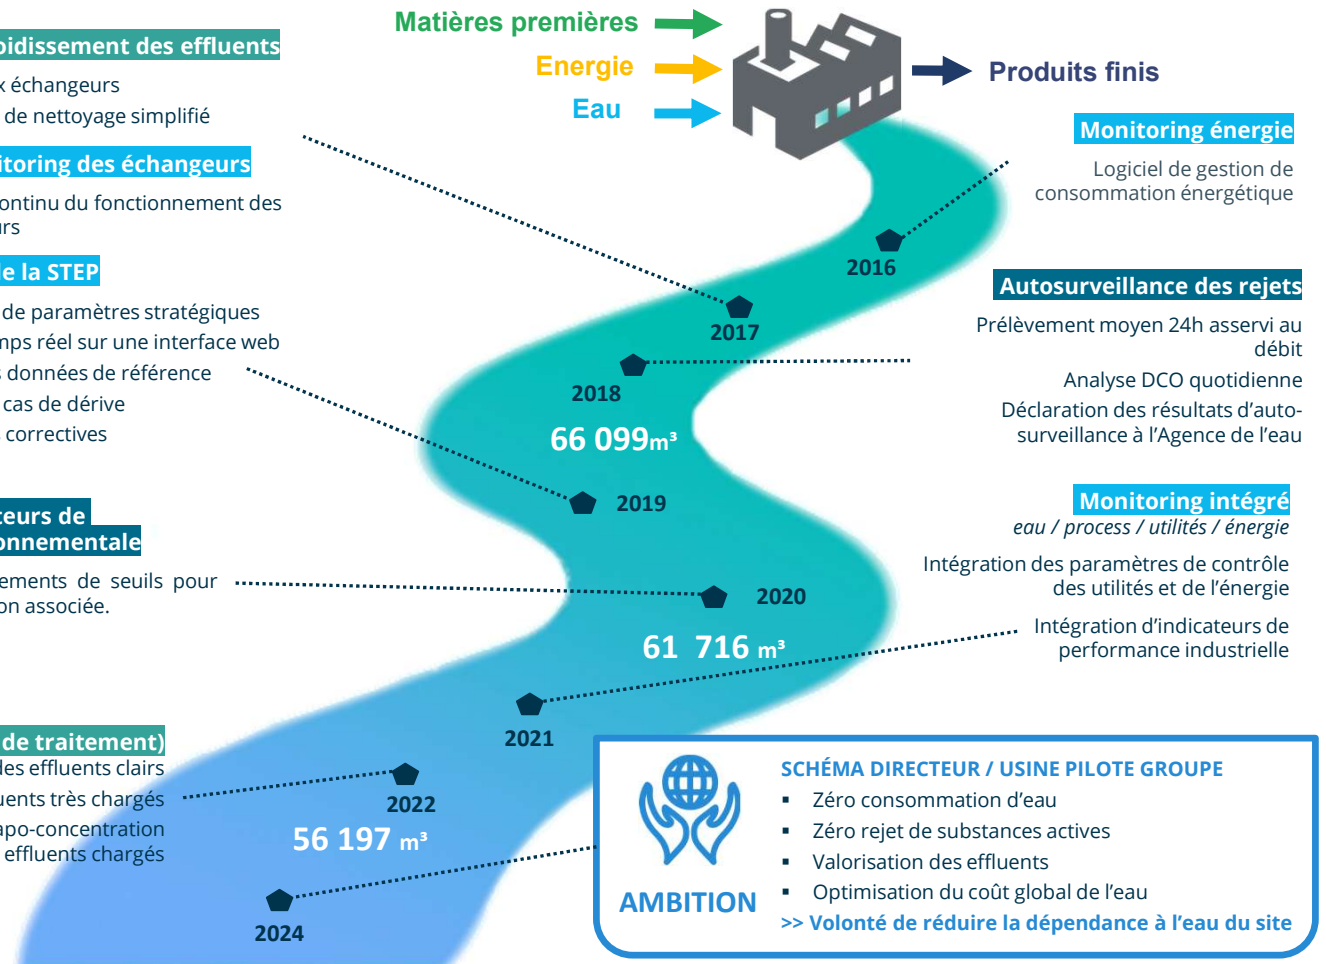 Matières premières
Energie
Eau
Produits finis
oidissement des effluents
x échangeurs
de nettoyage simplifié
itoring des échangeurs
ontinu du fonctionnement des
urs
de la STEP
de paramètres stratégiques
mps réel sur une interface web
s données de référence
cas de dérive
s correctives
teurs de
onnementale
ements de seuils pour
on associée.
de traitement)
des effluents clairs
uents très chargés
apo-concentration
effluents chargés
Monitoring énergie
Logiciel de gestion de
consommation énergétique
Autosurveillance des rejets
Prélèvement moyen 24h asservi au
débit
Analyse DCO quotidienne
Déclaration des résultats d'auto-
surveillance à l'Agence de l'eau
Monitoring intégré
eau / process / utilités / énergie
Intégration des paramètres de contrôle
des utilités et de l'énergie
Intégration d'indicateurs de
performance industrielle
2016
2017
2018
66 099m³
2019
2020
61 716 m³
2021
2022
56 197 m³
2024
AMBITION
SCHÉMA DIRECTEUR / USINE PILOTE GROUPE
▪ Zéro consommation d'eau
▪ Zéro rejet de substances actives
▪ Valorisation des effluents
▪ Optimisation du coût global de l'eau
>> Volonté de réduire la dépendance à l'eau du site